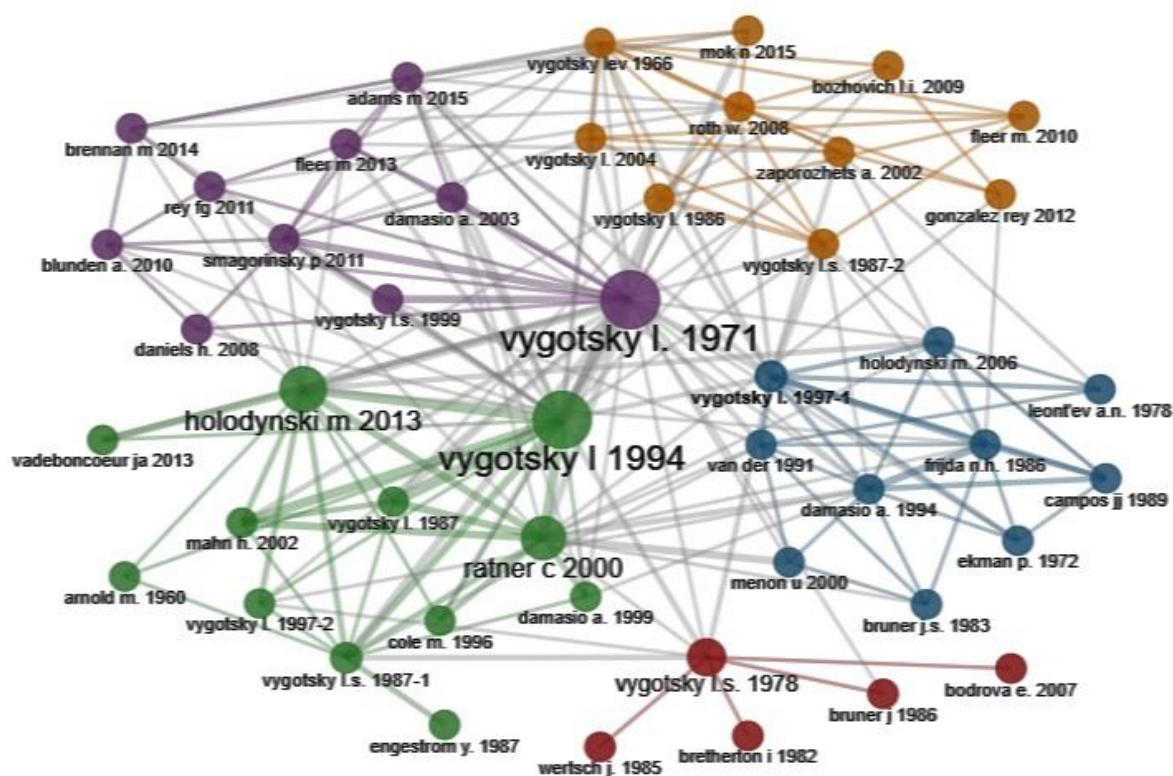 vygotsky lev 1966
mok n 2015
bozhovich l.i. 2009
adams m 2015
roth w. 2008
fleer m. 2010
brennan m 2014
fleer m 2013
vygotsky l. 2004
zaporozhets a. 2002
rey fg 2011
damasio a. 2003
vygotsky l. 1986
gonzalez rey 2012
blunden a. 2010
smagorinsky p 2011
vygotsky l.s. 1987-2
vygotsky l.s. 1999
daniels h. 2008
vygotsky l. 1971
holodynski m. 2006
vygotsky l. 1997-1
leont'ev a.n. 1978
holodynski m 2013
vadeboncoeur ja 2013
vygotsky l 1994
van der 1991
frijda n.h. 1986
campos jj 1989
damasio a. 1994
vygotsky l. 1987
mahn h. 2002
ratner c 2000
menon u 2000
ekman p. 1972
arnold m. 1960
vygotsky l. 1997-2
cole m. 1996
damasio a. 1999
bruner j.s. 1983
vygotsky l.s. 1987-1
vygotsky l.s. 1978
bodrova e. 2007
bruner j 1986
engestrom y. 1987
bretherton i 1982
wertsch j. 1985